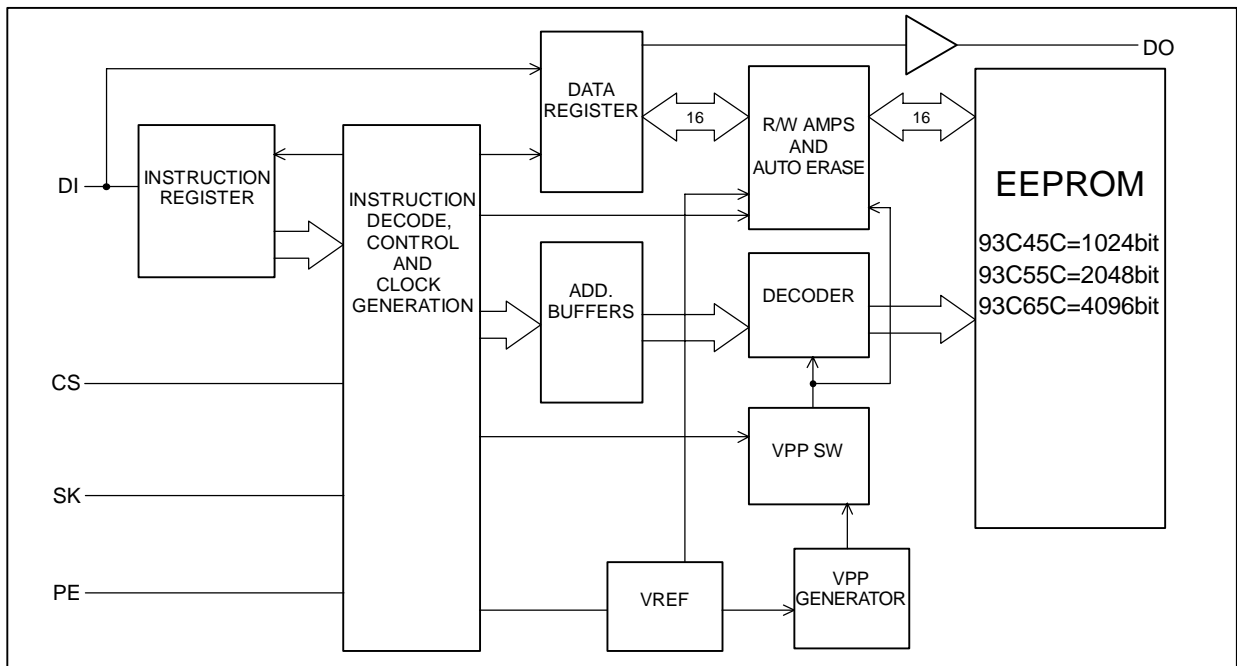 DO
DATA
REGISTER
16
R/W AMPS
AND
AUTO ERASE
16
EEPROM
93C45C=1024bit
93C55C=2048bit
93C65C=4096bit
DI
INSTRUCTION
REGISTER
INSTRUCTION
DECODE,
CONTROL
AND
CLOCK
GENERATION
ADD.
BUFFERS
DECODER
CS
VPP SW
SK
PE
VREF
VPP
GENERATOR